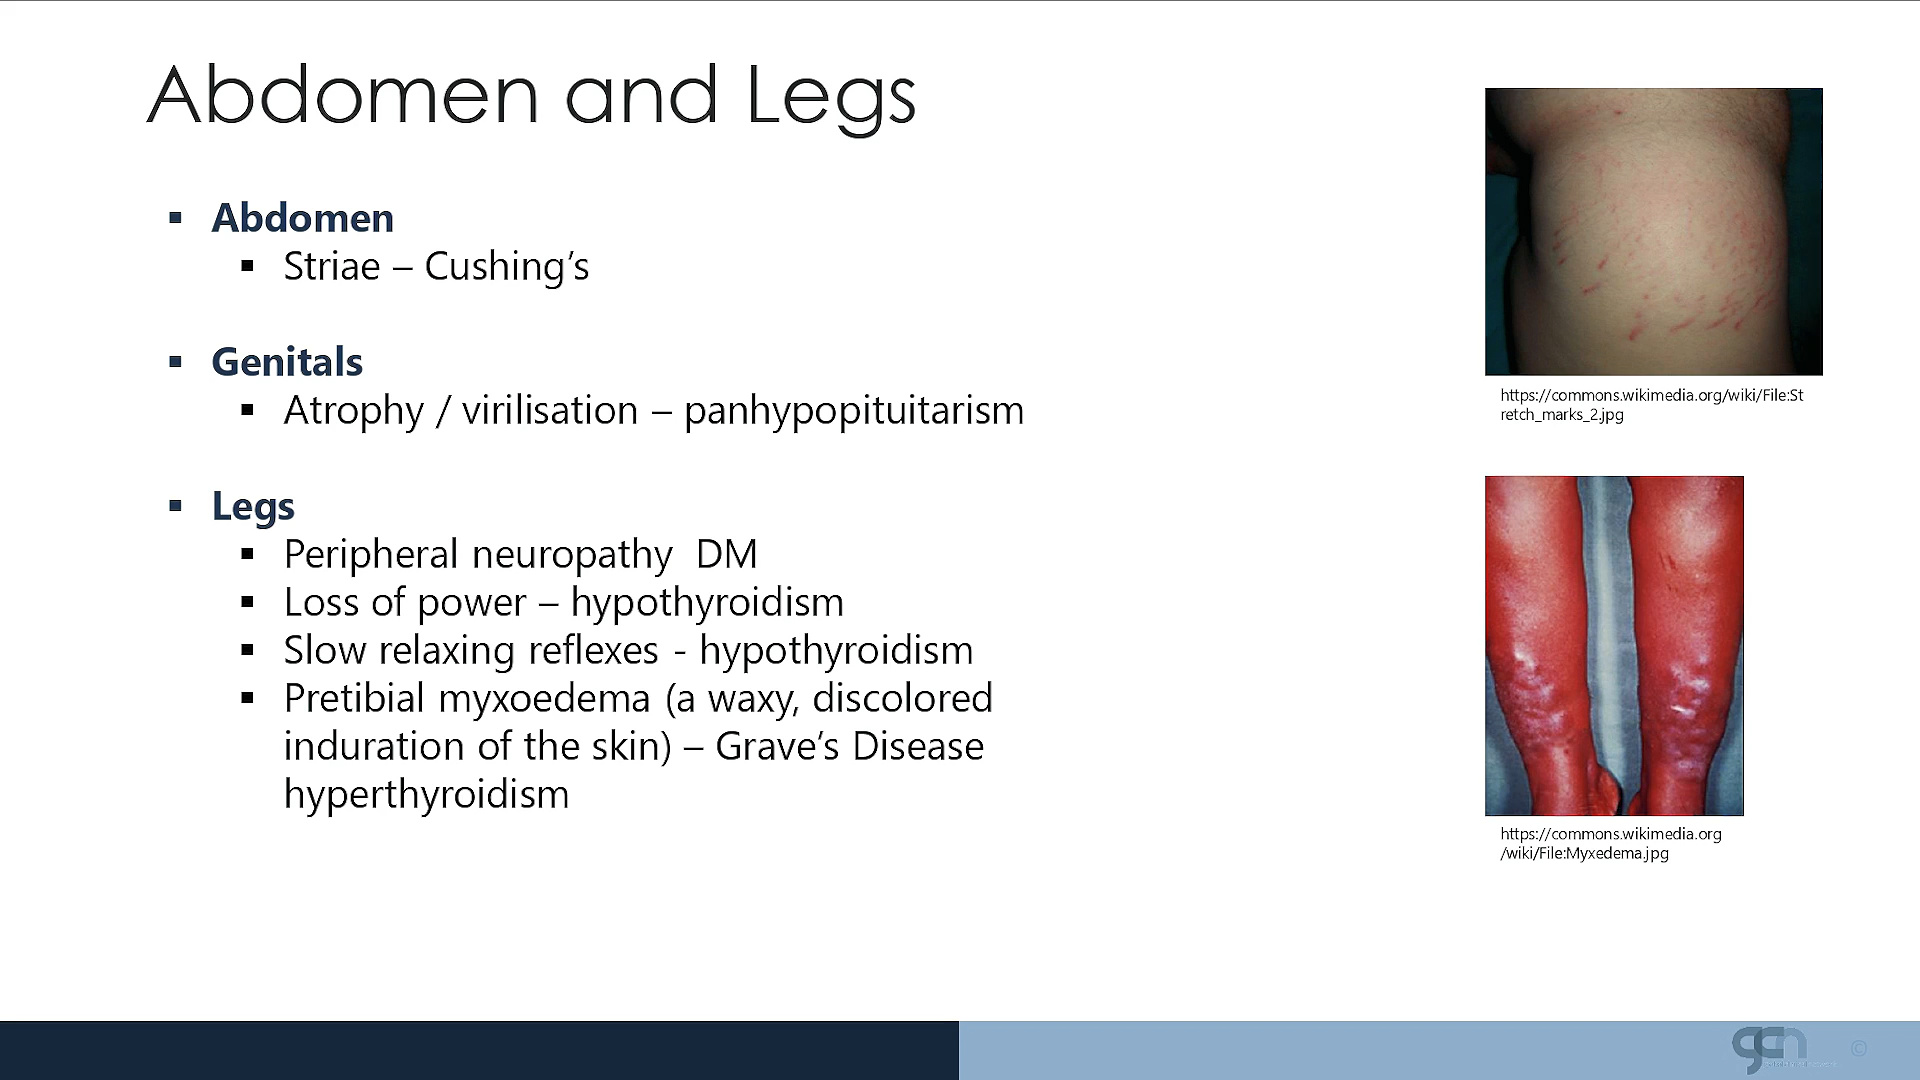 Abdomen and Legs
Abdomen
Striae – Cushing’s
Genitals
Atrophy / virilisation – panhypopituitarism
Legs
Peripheral neuropathy  DM
Loss of power – hypothyroidism
Slow relaxing reflexes - hypothyroidism
Pretibial myxoedema (a waxy, discolored
induration of the skin) – Grave’s Disease
hyperthyroidism
https://commons.wikimedia.org/wiki/File:St
retch_marks_2.jpg
https://commons.wikimedia.org
/wiki/File:Myxedema.jpg
gcn
©